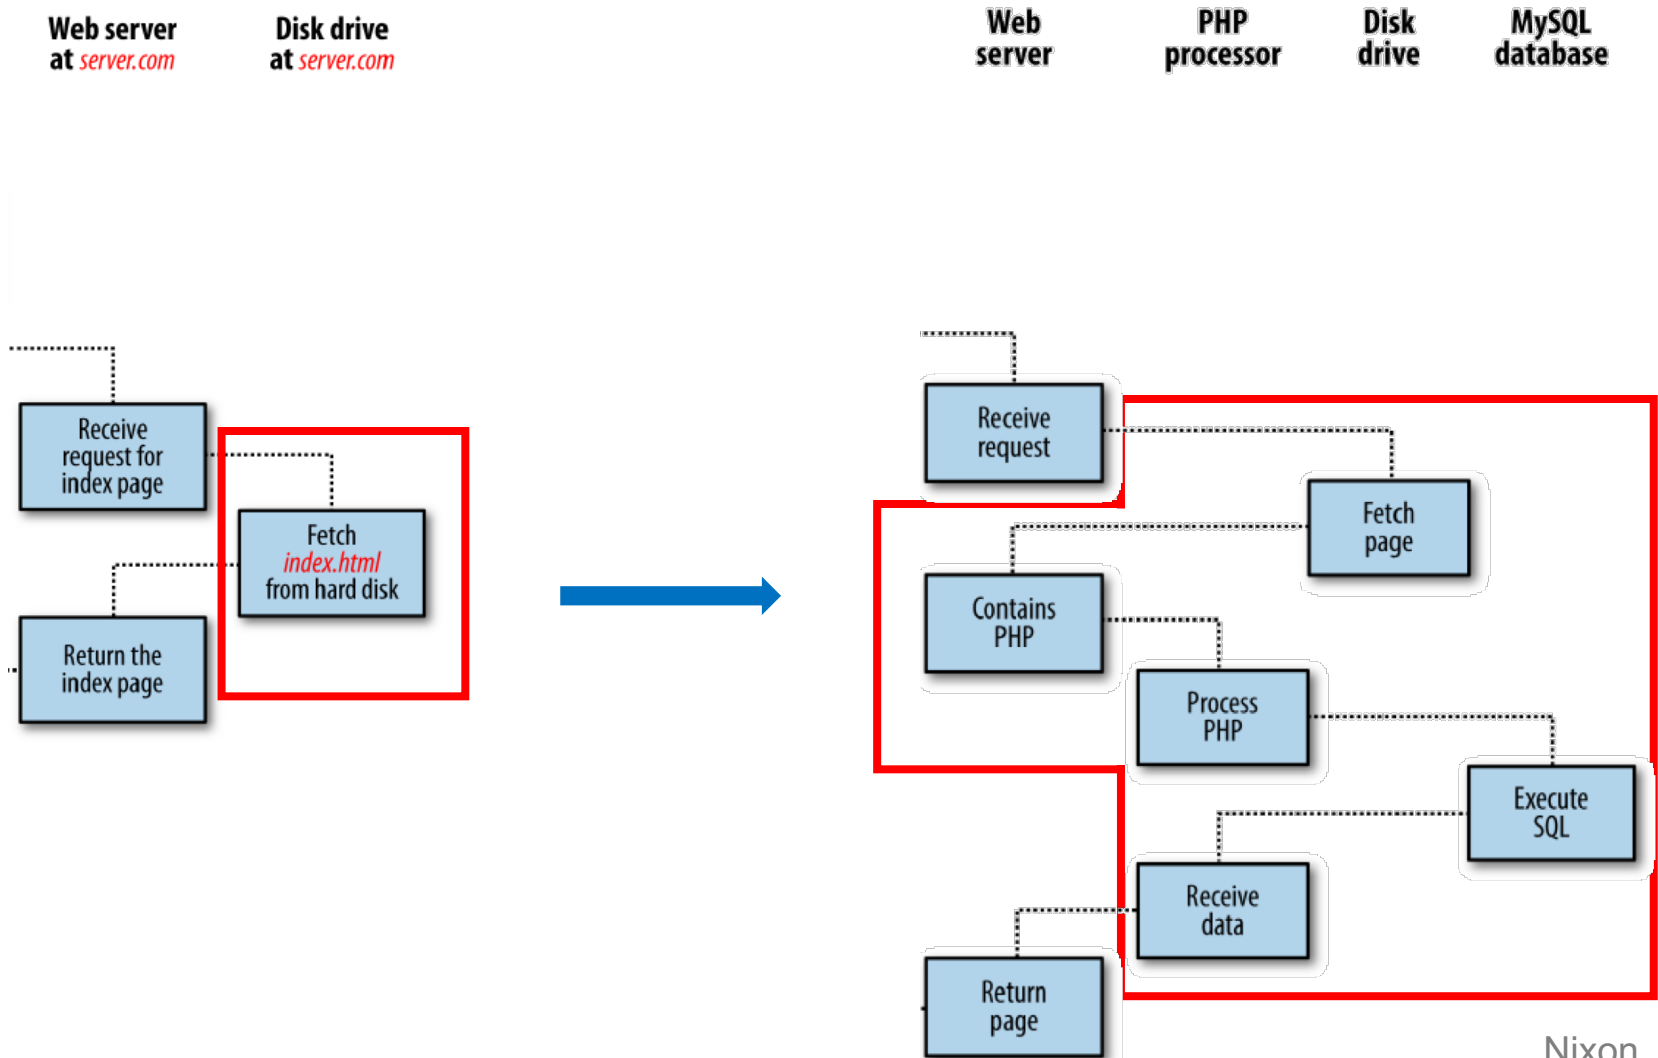 Web server
at server.com
Disk drive
at server.com
Receive
request for
index page
Fetch
index.html
from hard disk
Return the
index page
Web
server
PHP
processor
Disk
drive
MySQL
database
Receive
request
Fetch
page
Contains
PHP
Process
PHP
Execute
SQL
Receive
data
Return
page
Nixon